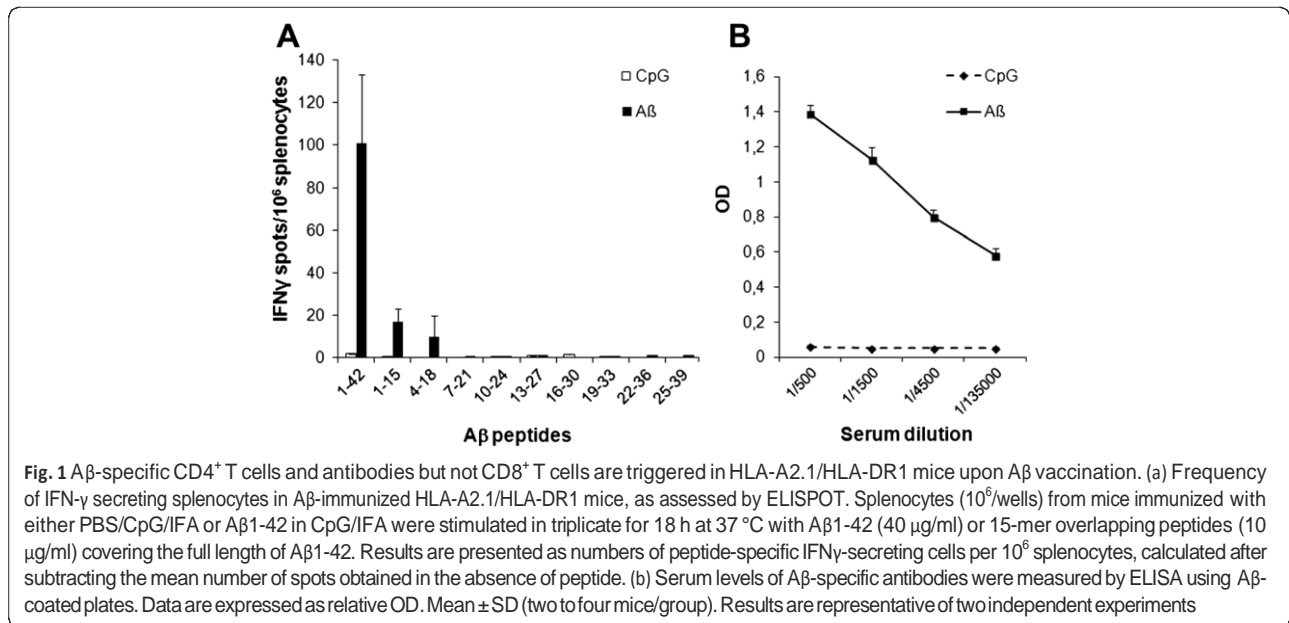 A
B
140
120
100
80
60
40
20
0
IFNγ spots/10⁶ splenocytes
CpG
Aß
1-42
1-15
4-18
7-21
10-24
13-27
16-30
19-33
22-36
25-39
Aβ peptides
1,6
1,4
1,2
1
0,8
0,6
0,4
0,2
0
OD
CpG
Aß
1/500
1/1500
1/4500
1/135000
Serum dilution
Fig. 1 Aβ-specific CD4⁺ T cells and antibodies but not CD8⁺ T cells are triggered in HLA-A2.1/HLA-DR1 mice upon Aβ vaccination. (a) Frequency
of IFN-γ secreting splenocytes in Aβ-immunized HLA-A2.1/HLA-DR1 mice, as assessed by ELISPOT. Splenocytes (10⁶/wells) from mice immunized with
either PBS/CpG/IFA or Aβ1-42 in CpG/IFA were stimulated in triplicate for 18 h at 37 °C with Aβ1-42 (40 μg/ml) or 15-mer overlapping peptides (10
μg/ml) covering the full length of Aβ1-42. Results are presented as numbers of peptide-specific IFNγ-secreting cells per 10⁶ splenocytes, calculated after
subtracting the mean number of spots obtained in the absence of peptide. (b) Serum levels of Aβ-specific antibodies were measured by ELISA using Aβ-
coated plates. Data are expressed as relative OD. Mean ± SD (two to four mice/group). Results are representative of two independent experiments